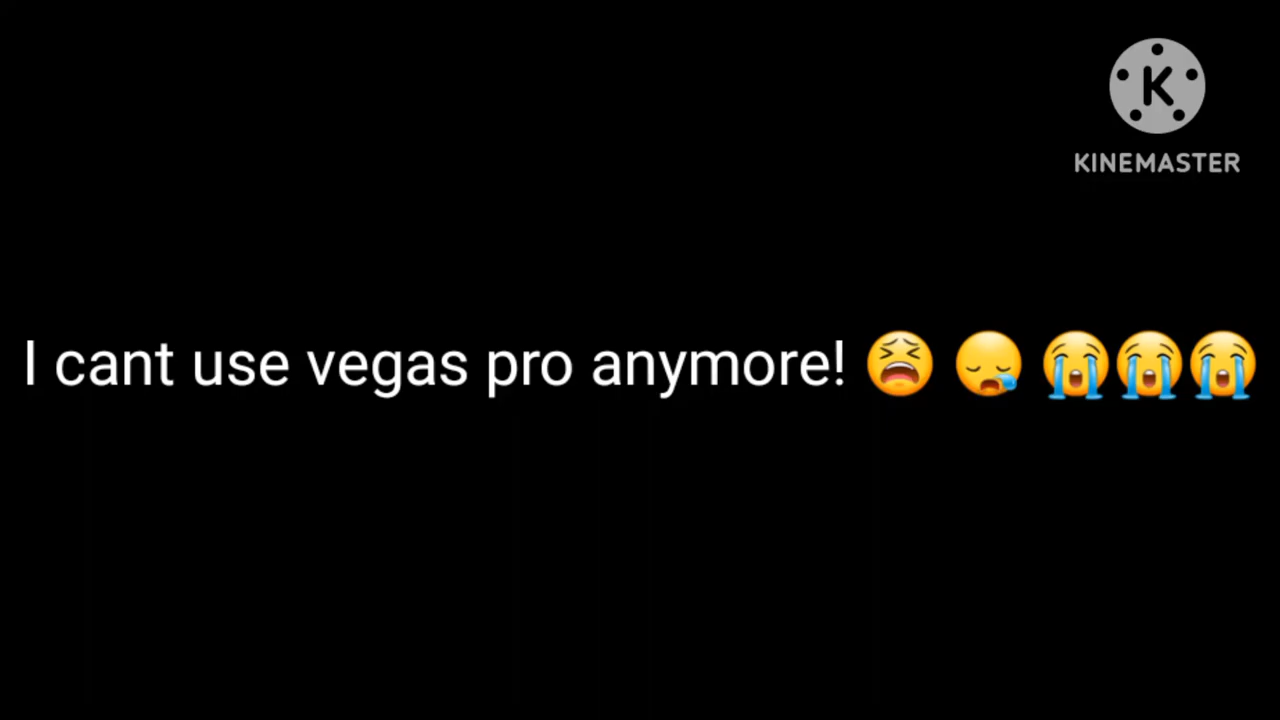 K
KINEMASTER
I cant use vegas pro anymore! 😫 😪 😭😭😭